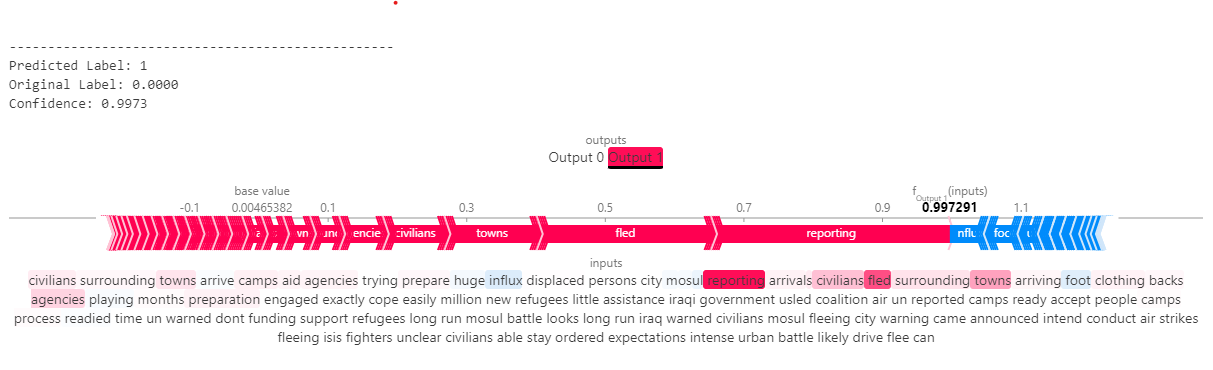 --------------------------------------------------
Predicted Label: 1
Original Label: 0.0000
Confidence: 0.9973
outputs
Output 0 Output 1
base value f Output 1 (inputs)
-0.1 0.00465382 0.1 0.3 0.5 0.7 0.9 0.997291 1.1
encie civilians towns fled reporting nflu foo
inputs
civilians surrounding towns arrive camps aid agencies trying prepare huge influx displaced persons city mosul reporting arrivals civilians fled surrounding towns arriving foot clothing backs
agencies playing months preparation engaged exactly cope easily million new refugees little assistance iraqi government usled coalition air un reported camps ready accept people camps
process readied time un warned dont funding support refugees long run mosul battle looks long run iraq warned civilians mosul fleeing city warning came announced intend conduct air strikes
fleeing isis fighters unclear civilians able stay ordered expectations intense urban battle likely drive flee can